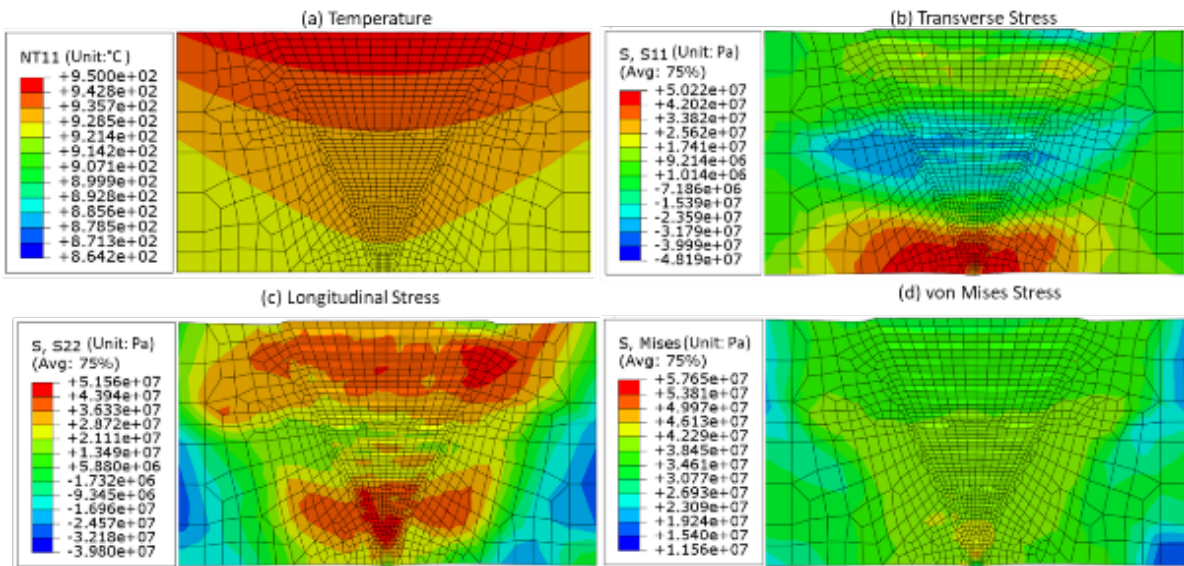 (a) Temperature
NT11 (Unit:°C)
+9.500e+02
+9.428e+02
+9.357e+02
+9.285e+02
+9.214e+02
+9.142e+02
+9.071e+02
+8.999e+02
+8.928e+02
+8.856e+02
+8.785e+02
+8.713e+02
+8.642e+02
(b) Transverse Stress
S, S11 (Unit: Pa)
(Avg: 75%)
+5.022e+07
+4.202e+07
+3.382e+07
+2.562e+07
+1.741e+07
+9.214e+06
+1.014e+06
-7.186e+06
-1.539e+07
-2.359e+07
-3.179e+07
-3.999e+07
-4.819e+07
(c) Longitudinal Stress
S, S22 (Unit: Pa)
(Avg: 75%)
+5.156e+07
+4.394e+07
+3.633e+07
+2.872e+07
+2.111e+07
+1.349e+07
+5.880e+06
-1.732e+06
-9.345e+06
-1.696e+07
-2.457e+07
-3.218e+07
-3.980e+07
(d) von Mises Stress
S, Mises (Unit: Pa)
(Avg: 75%)
+5.765e+07
+5.381e+07
+4.997e+07
+4.613e+07
+4.229e+07
+3.845e+07
+3.461e+07
+3.077e+07
+2.693e+07
+2.309e+07
+1.924e+07
+1.540e+07
+1.156e+07